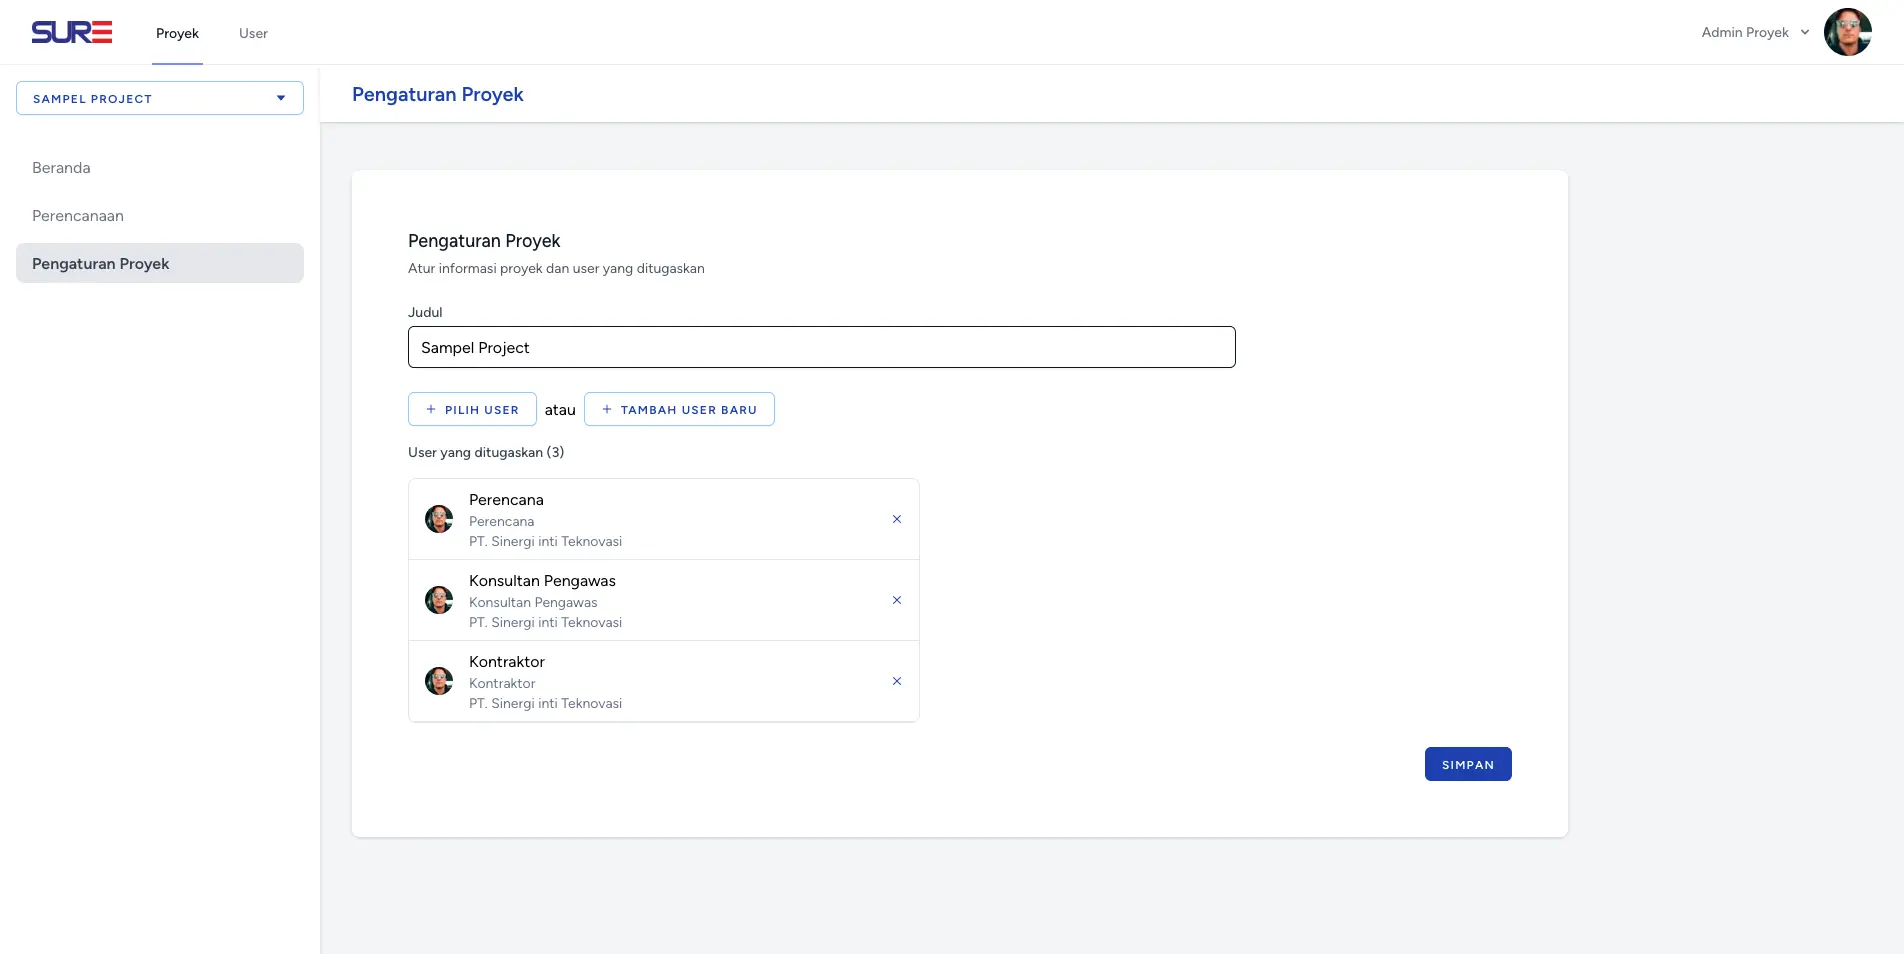 SURE
Proyek
User
Admin Proyek
SAMPEL PROJECT
Pengaturan Proyek
Beranda
Perencanaan
Pengaturan Proyek
Pengaturan Proyek
Atur informasi proyek dan user yang ditugaskan
Judul
Sampel Project
+ PILIH USER atau + TAMBAH USER BARU
User yang ditugaskan (3)
Perencana
Perencana
PT. Sinergi inti Teknovasi
Konsultan Pengawas
Konsultan Pengawas
PT. Sinergi inti Teknovasi
Kontraktor
Kontraktor
PT. Sinergi inti Teknovasi
SIMPAN